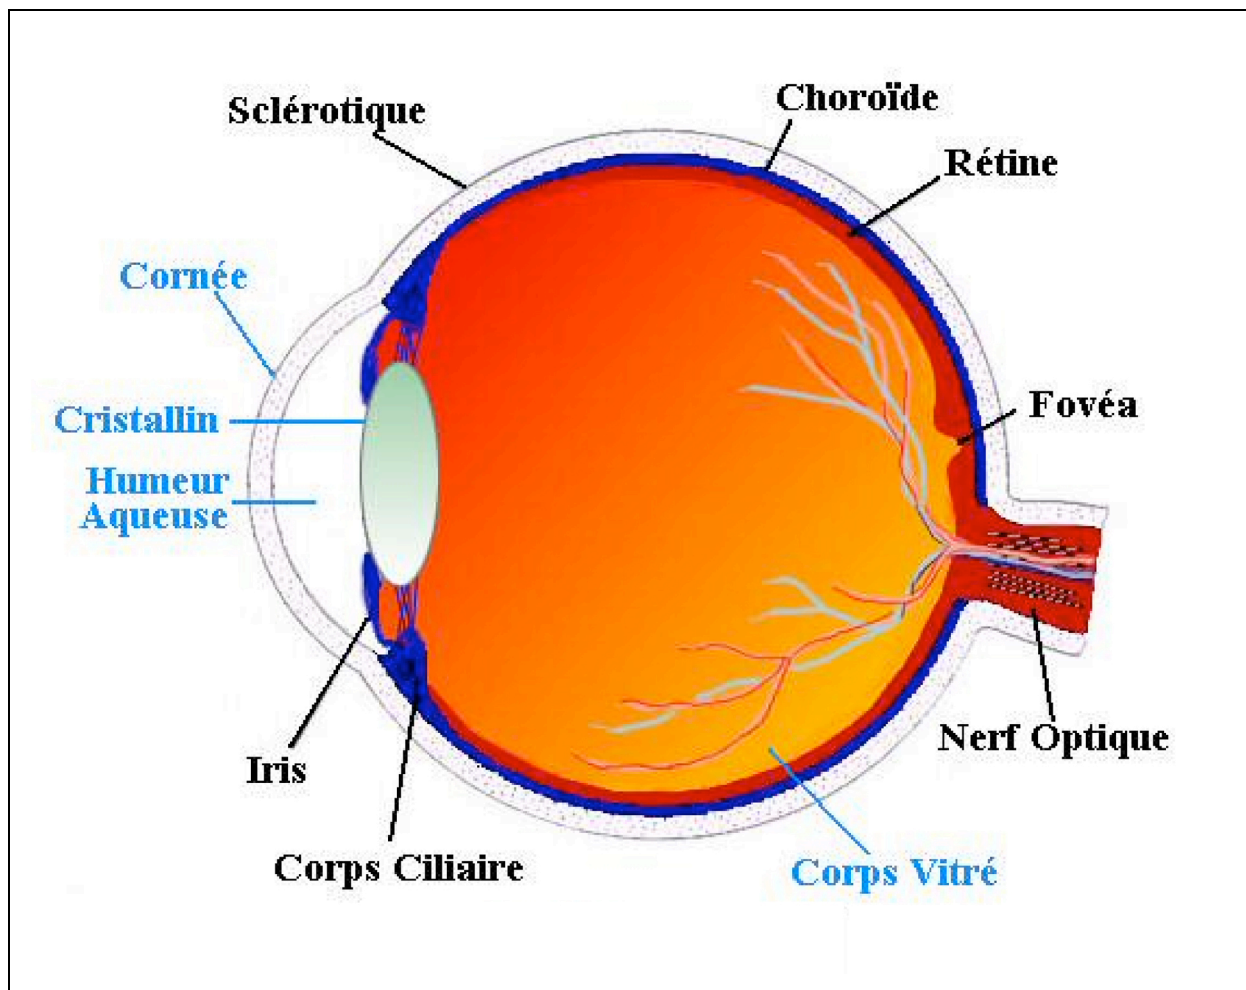 Choroïde
Sclérotique
Rétine
Cornée
Fovéa
Cristallin
Humeur
Aqueuse
Nerf Optique
Iris
Corps Ciliaire
Corps Vitré